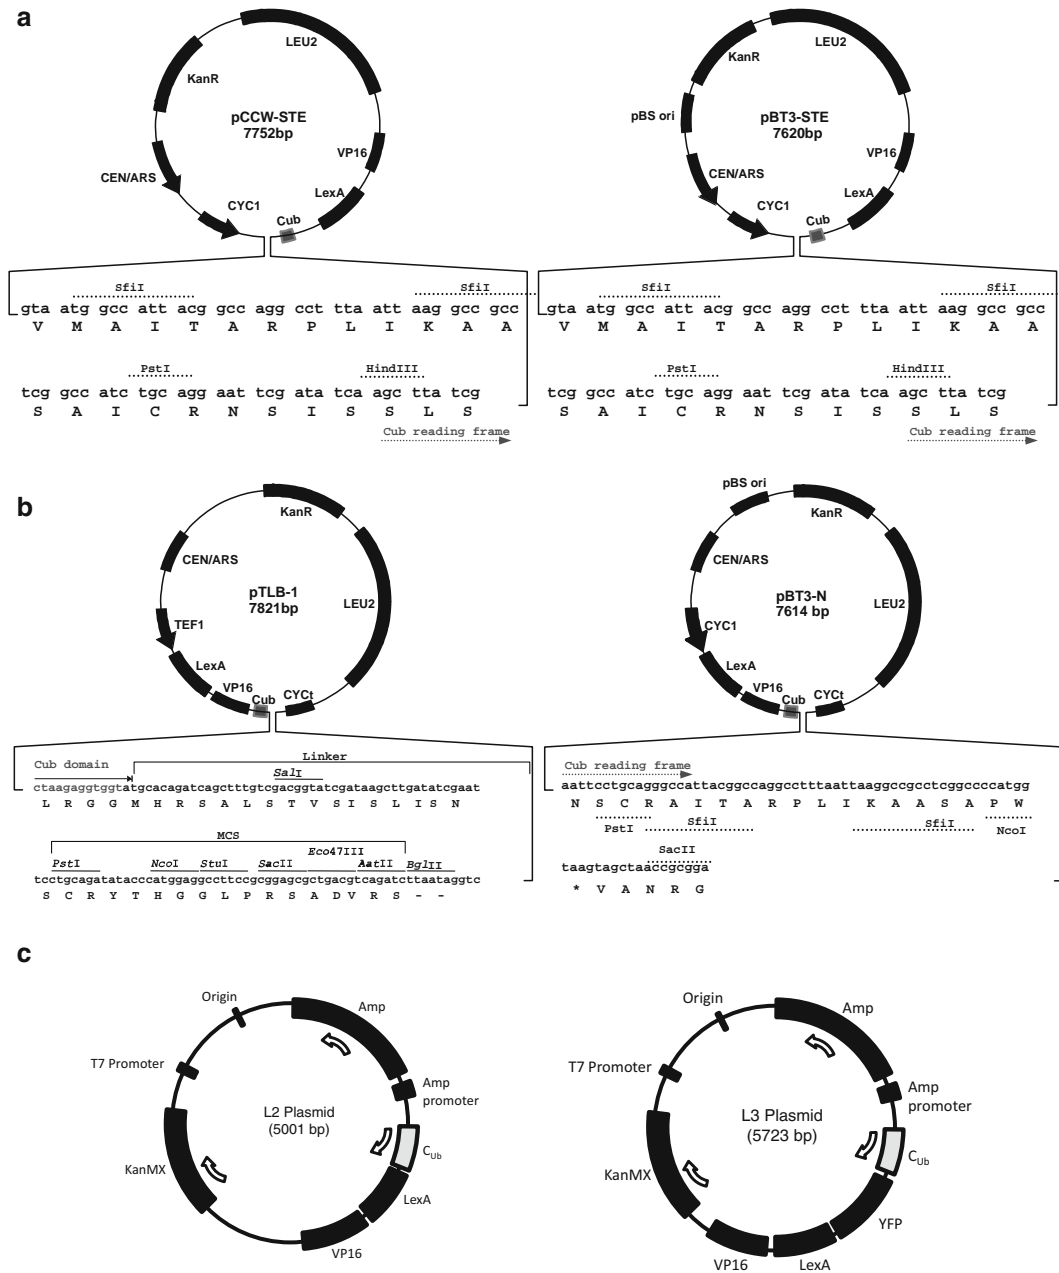 a
LEU2
KanR
pCCW-STE
7752bp
VP16
CEN/ARS
LexA
CYC1
Cub
SfiI
SfiI
gta atg gcc att acg gcc agg cct tta att aag gcc gcc
V M A I T A R P L I K A A
PstI
HindIII
tcg gcc atc tgc agg aat tcg ata tca agc tta tcg
S A I C R N S I S S L S
Cub reading frame
LEU2
KanR
pBS ori
pBT3-STE
7620bp
VP16
CEN/ARS
LexA
CYC1
Cub
SfiI
SfiI
gta atg gcc att acg gcc agg cct tta att aag gcc gcc
V M A I T A R P L I K A A
PstI
HindIII
tcg gcc atc tgc agg aat tcg ata tca agc tta tcg
S A I C R N S I S S L S
Cub reading frame
b
KanR
CEN/ARS
pTLB-1
7821bp
LEU2
TEF1
LexA
VP16
Cub
CYCt
Cub domain
Linker
SalI
ctaagaggtggtatgcacagatcagctttgtcgacggtatcgataagcttgatatcgaat
L R G G M H R S A L S T V S I S L I S N
MCS
Eco47III
PstI NcoI StuI SacII AatII BglII
tcctgcagatatacccatggaggccttccgcggagcgctgacgtcagatcttaataggtc
S C R Y T H G G L P R S A D V R S - -
pBS ori
KanR
CEN/ARS
pBT3-N
7614 bp
LEU2
CYC1
LexA
VP16
Cub
CYCt
Cub reading frame
aattcctgcagggccattacggccaggcctttaattaaggccgcctcggccccatgg
N S C R A I T A R P L I K A A S A P W
PstI
SfiI
SfiI
NcoI
SacII
taagtagctaaccgcgga
* V A N R G
c
Origin
Amp
T7 Promoter
Amp
promoter
L2 Plasmid
(5001 bp)
CUb
KanMX
LexA
VP16
Origin
Amp
T7 Promoter
Amp
promoter
L3 Plasmid
(5723 bp)
CUb
KanMX
YFP
VP16
LexA